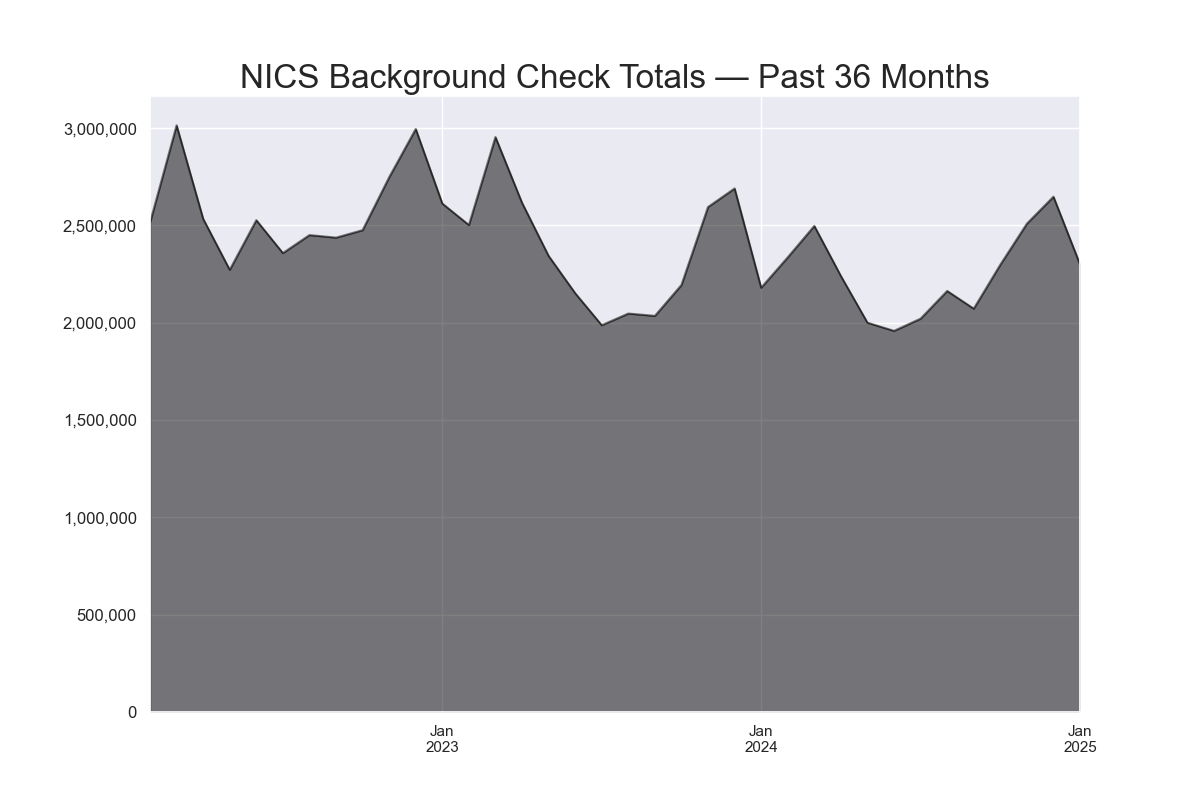 NICS Background Check Totals — Past 36 Months
3,000,000
2,500,000
2,000,000
1,500,000
1,000,000
500,000
0
Jan
2023
Jan
2024
Jan
2025